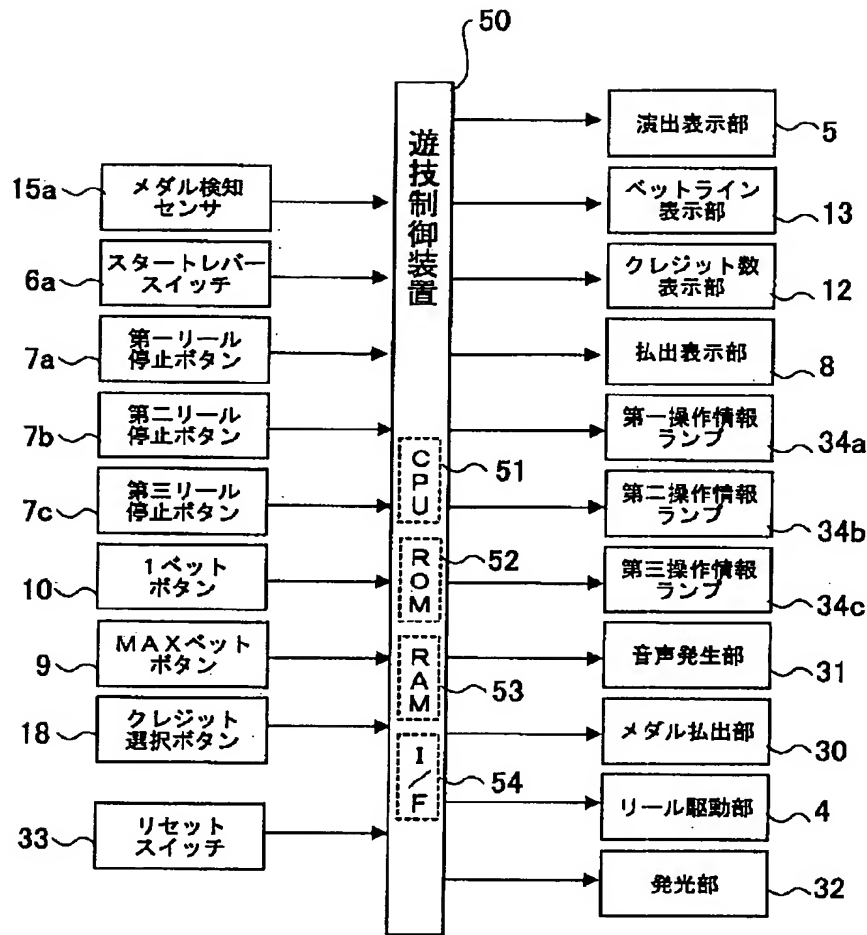 50
15a
メダル検知
センサ
6a
スタートレバー
スイッチ
7a
第一リール
停止ボタン
7b
第二リール
停止ボタン
7c
第三リール
停止ボタン
10
1ベット
ボタン
9
MAXベット
ボタン
18
クレジット
選択ボタン
33
リセット
スイッチ
遊技制御装置
CPU
51
ROM
52
RAM
53
I/F
54
演出表示部
5
ベットライン
表示部
13
クレジット数
表示部
12
払出表示部
8
第一操作情報
ランプ
34a
第二操作情報
ランプ
34b
第三操作情報
ランプ
34c
音声発生部
31
メダル払出部
30
リール駆動部
4
発光部
32